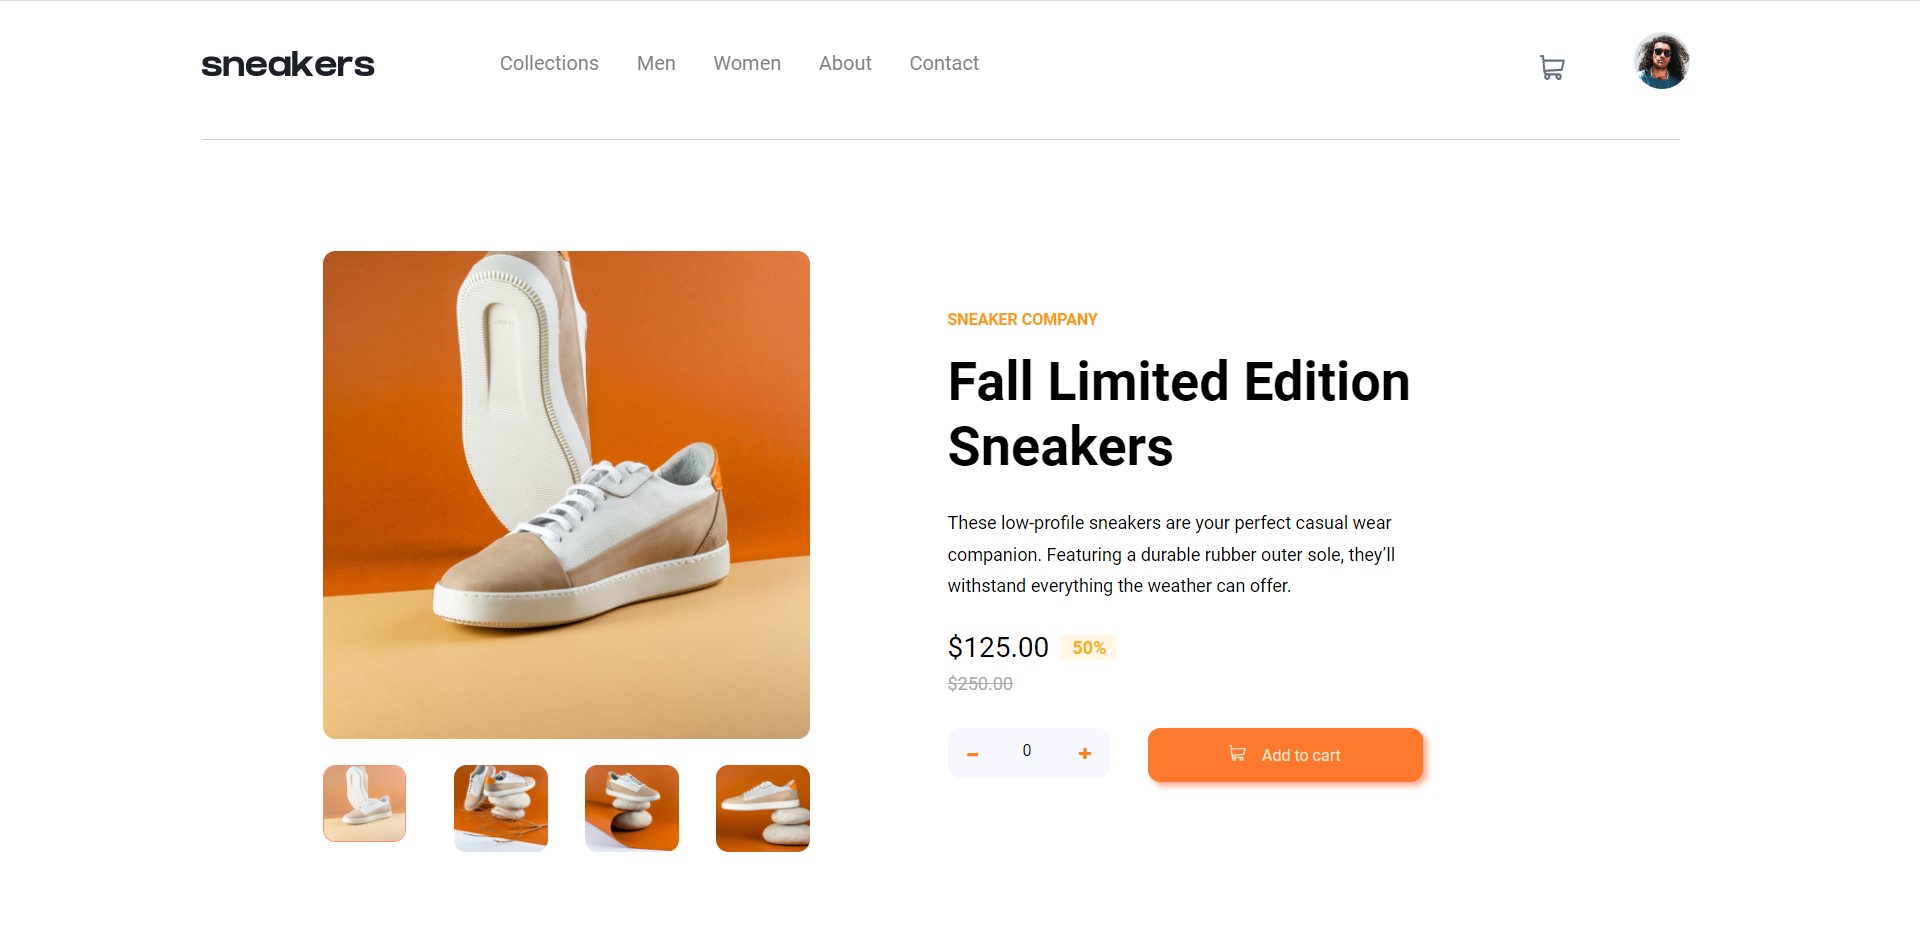 sneakers
Collections Men Women About Contact
SNEAKER COMPANY
Fall Limited Edition
Sneakers
These low-profile sneakers are your perfect casual wear
companion. Featuring a durable rubber outer sole, they’ll
withstand everything the weather can offer.
$125.00 50%
$250.00
- 0 + Add to cart